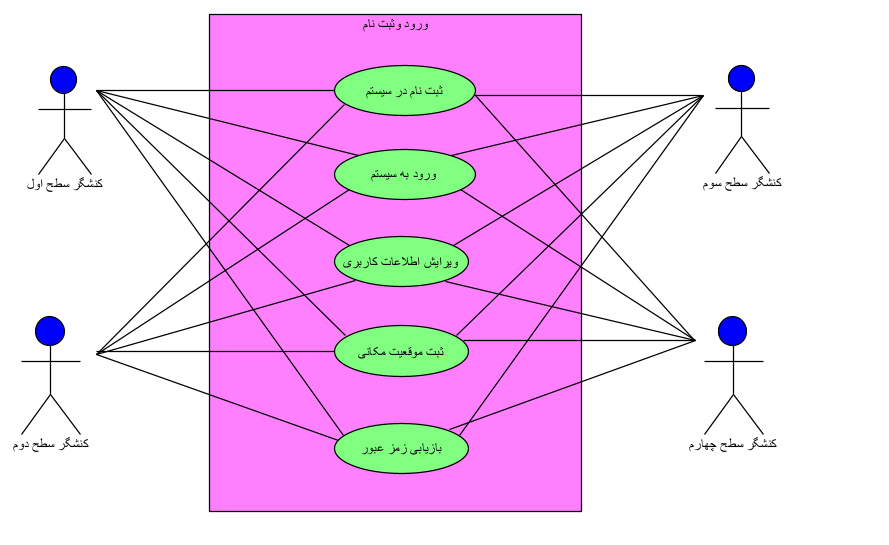 ورود وثبت نام
ثبت نام در سیستم
ورود به سیستم
ویرایش اطلاعات کاربری
ثبت موقعیت مکانی
بازیابی زمز عبور
کنشگر سطح اول
کنشگر سطح سوم
کنشگر سطح دوم
کنشگر سطح چهارم